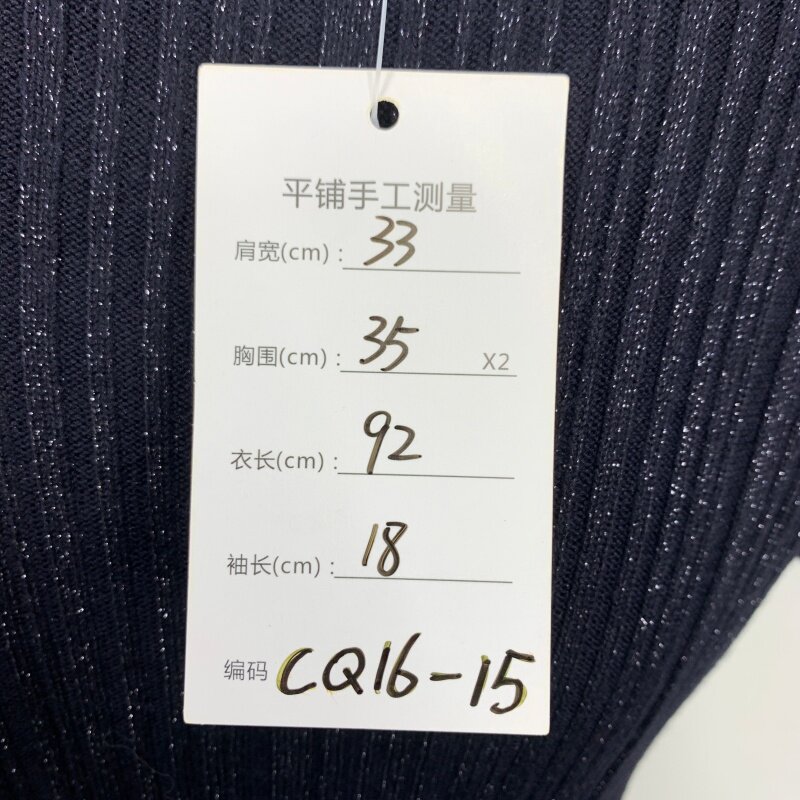 平铺手工测量
肩宽(cm)：33
胸围(cm)：35 X2
衣长(cm)：92
袖长(cm)：18
编码 CQ16-15